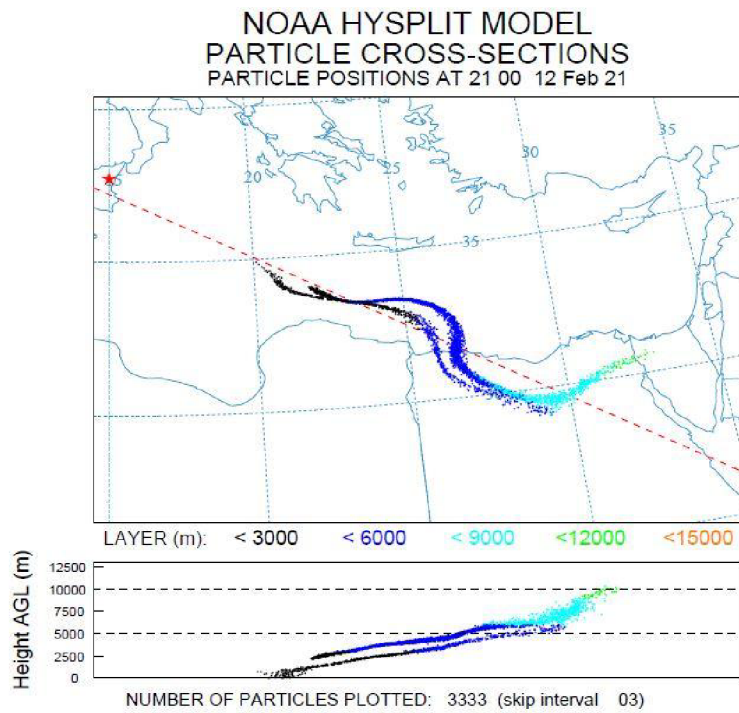 NOAA HYSPLIT MODEL
PARTICLE CROSS-SECTIONS
PARTICLE POSITIONS AT 21 00 12 Feb 21
35
30
25
20
15
35
LAYER (m): < 3000 < 6000 < 9000 <12000 <15000
12500
10000
7500
5000
2500
0
Height AGL (m)
NUMBER OF PARTICLES PLOTTED: 3333 (skip interval 03)